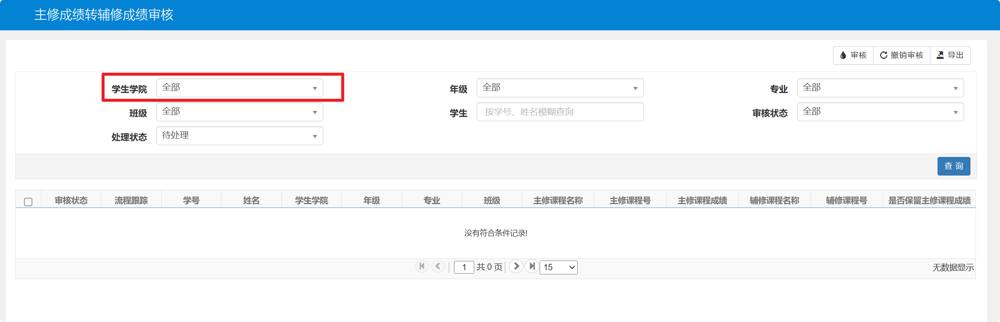 主修成绩转辅修成绩审核
审核 撤销审核 导出
学生学院 全部 年级 全部 专业 全部
班级 全部 学生 按学号、姓名模糊查询 审核状态 全部
处理状态 待处理
查 询
审核状态 流程跟踪 学号 姓名 学生学院 年级 专业 班级 主修课程名称 主修课程号 主修课程成绩 辅修课程名称 辅修课程号 是否保留主修课程成绩
没有符合条件记录!
1 共 0 页 15 无数据显示